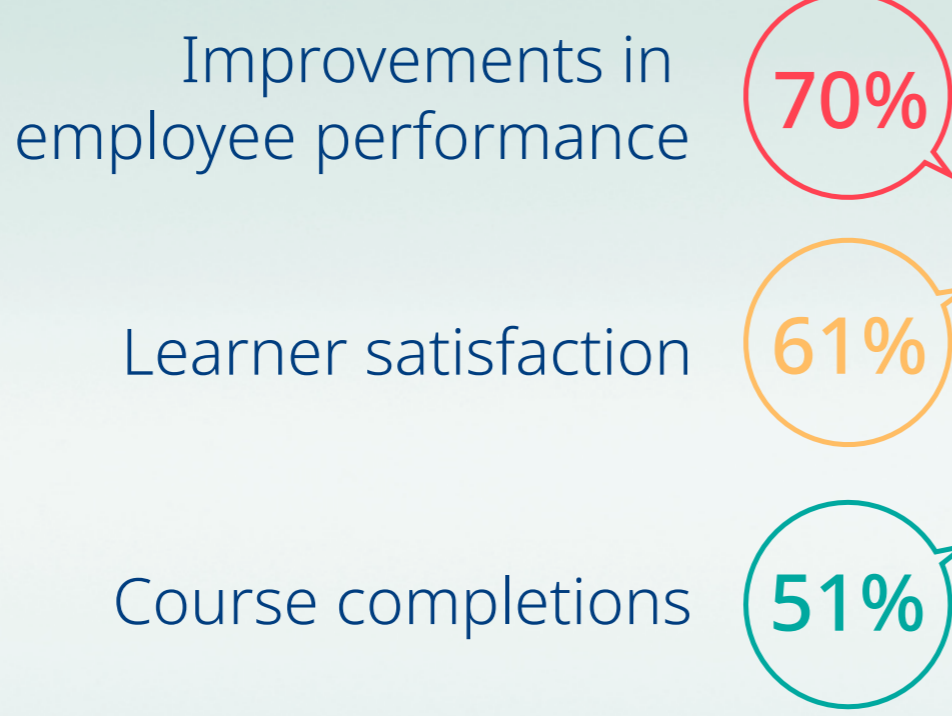 Improvements in
employee performance
70%
Learner satisfaction
61%
Course completions
51%